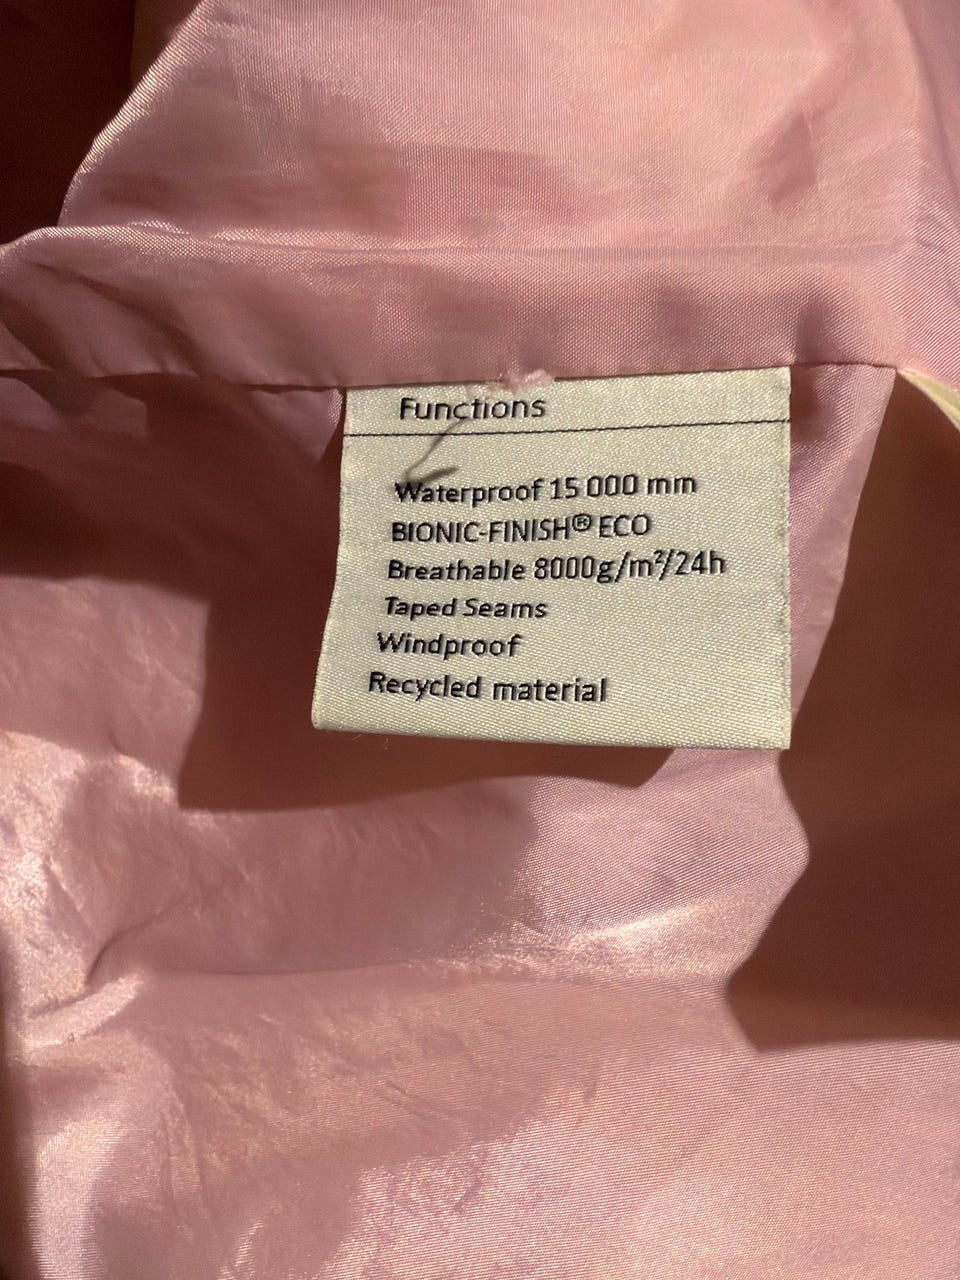 Functions
Waterproof 15 000 mm
BIONIC-FINISH® ECO
Breathable 8000g/m²/24h
Taped Seams
Windproof
Recycled material